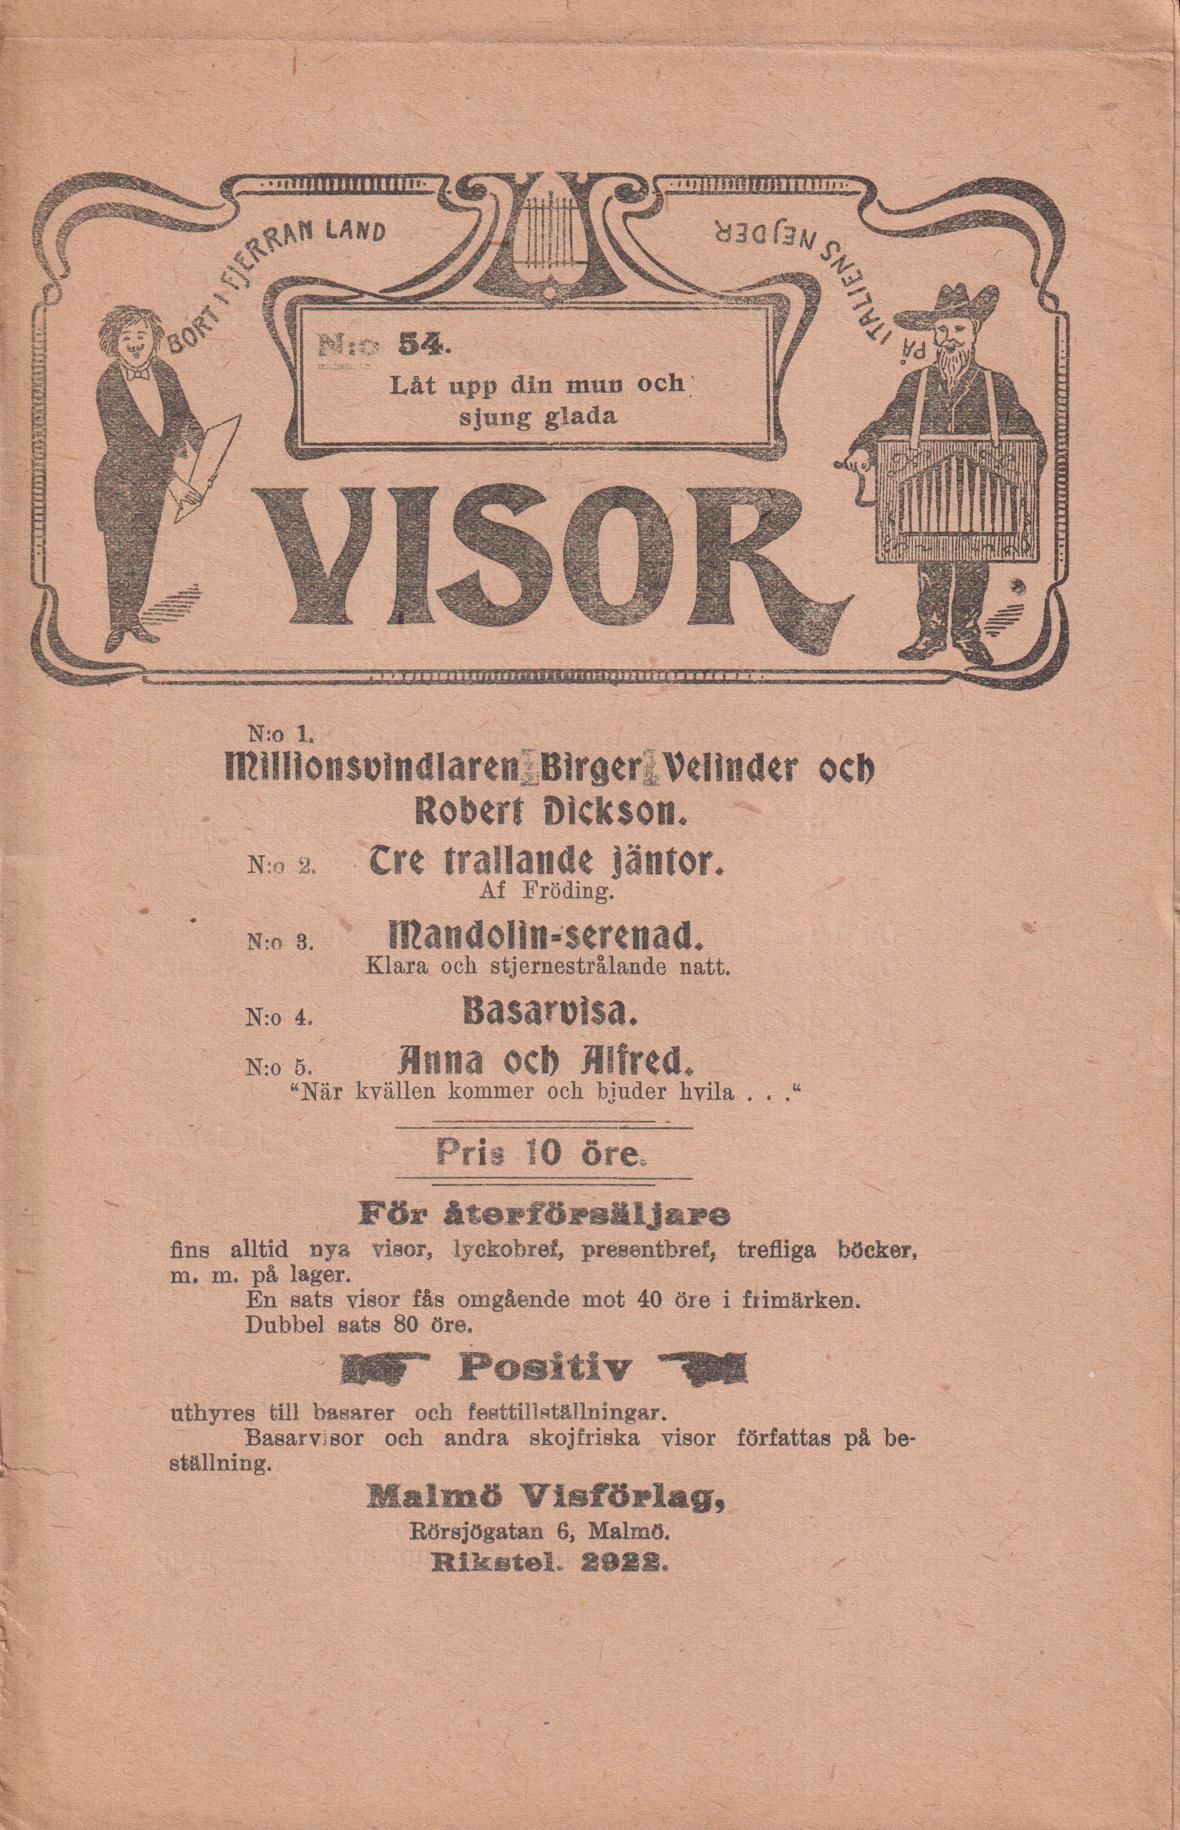 BORT I FJERRAN LAND
PÅ ITALIENS NEJDER
N:o 54.
Låt upp din mun och
sjung glada
VISOR
N:o 1.
Millionsvindlaren Birger Velinder och
Robert Dickson.
N:o 2. Tre trallande jäntor.
Af Fröding.
N:o 3. Mandolin-serenad.
Klara och stjernestrålande natt.
N:o 4. Basarvisa.
N:o 5. Anna och Alfred.
“När kvällen kommer och bjuder hvila . . .“
Pris 10 öre.
För återförsäljare
fins alltid nya visor, lyckobref, presentbref, trefliga böcker,
m. m. på lager.
En sats visor fås omgående mot 40 öre i frimärken.
Dubbel sats 80 öre.
Positiv
uthyres till basarer och festtillställningar.
Basarvisor och andra skojfriska visor författas på be-
ställning.
Malmö Visförlag,
Rörsjögatan 6, Malmö.
Rikstel. 2922.